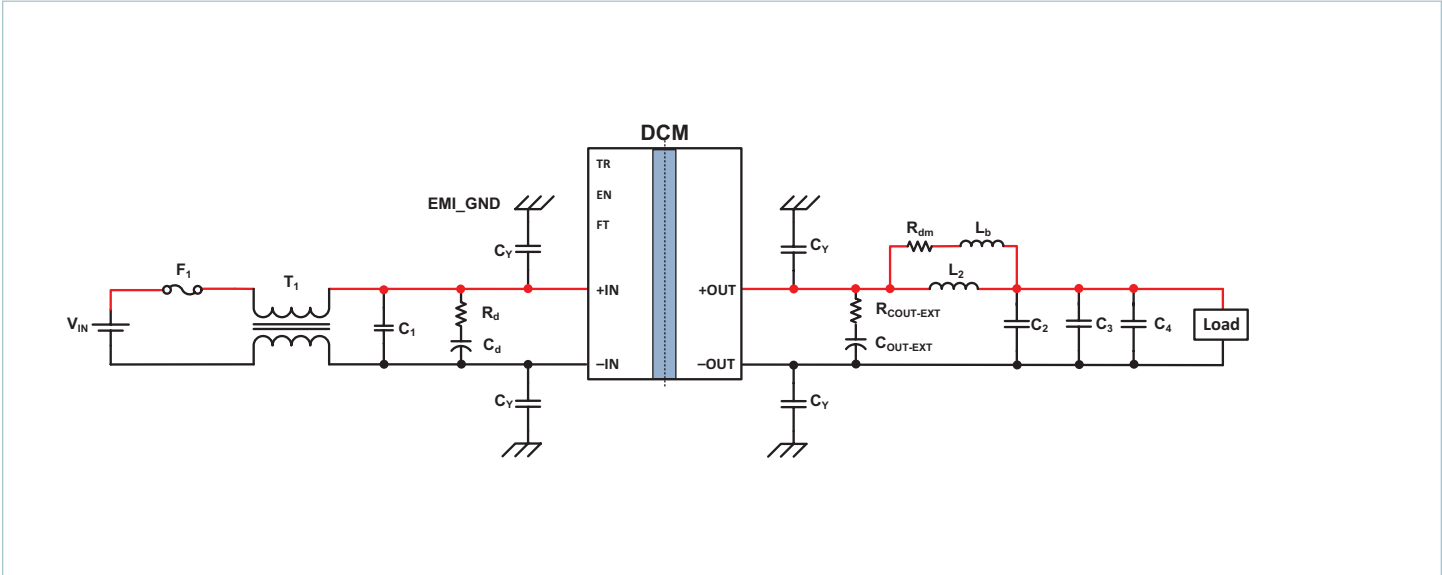 DCM
TR
EN
FT
EMI_GND
CY
CY
F1
T1
Rdm
Lb
L2
VIN
C1
Rd
Cd
+IN
+OUT
RCOUT-EXT
COUT-EXT
C2
C3
C4
Load
–IN
–OUT
CY
CY